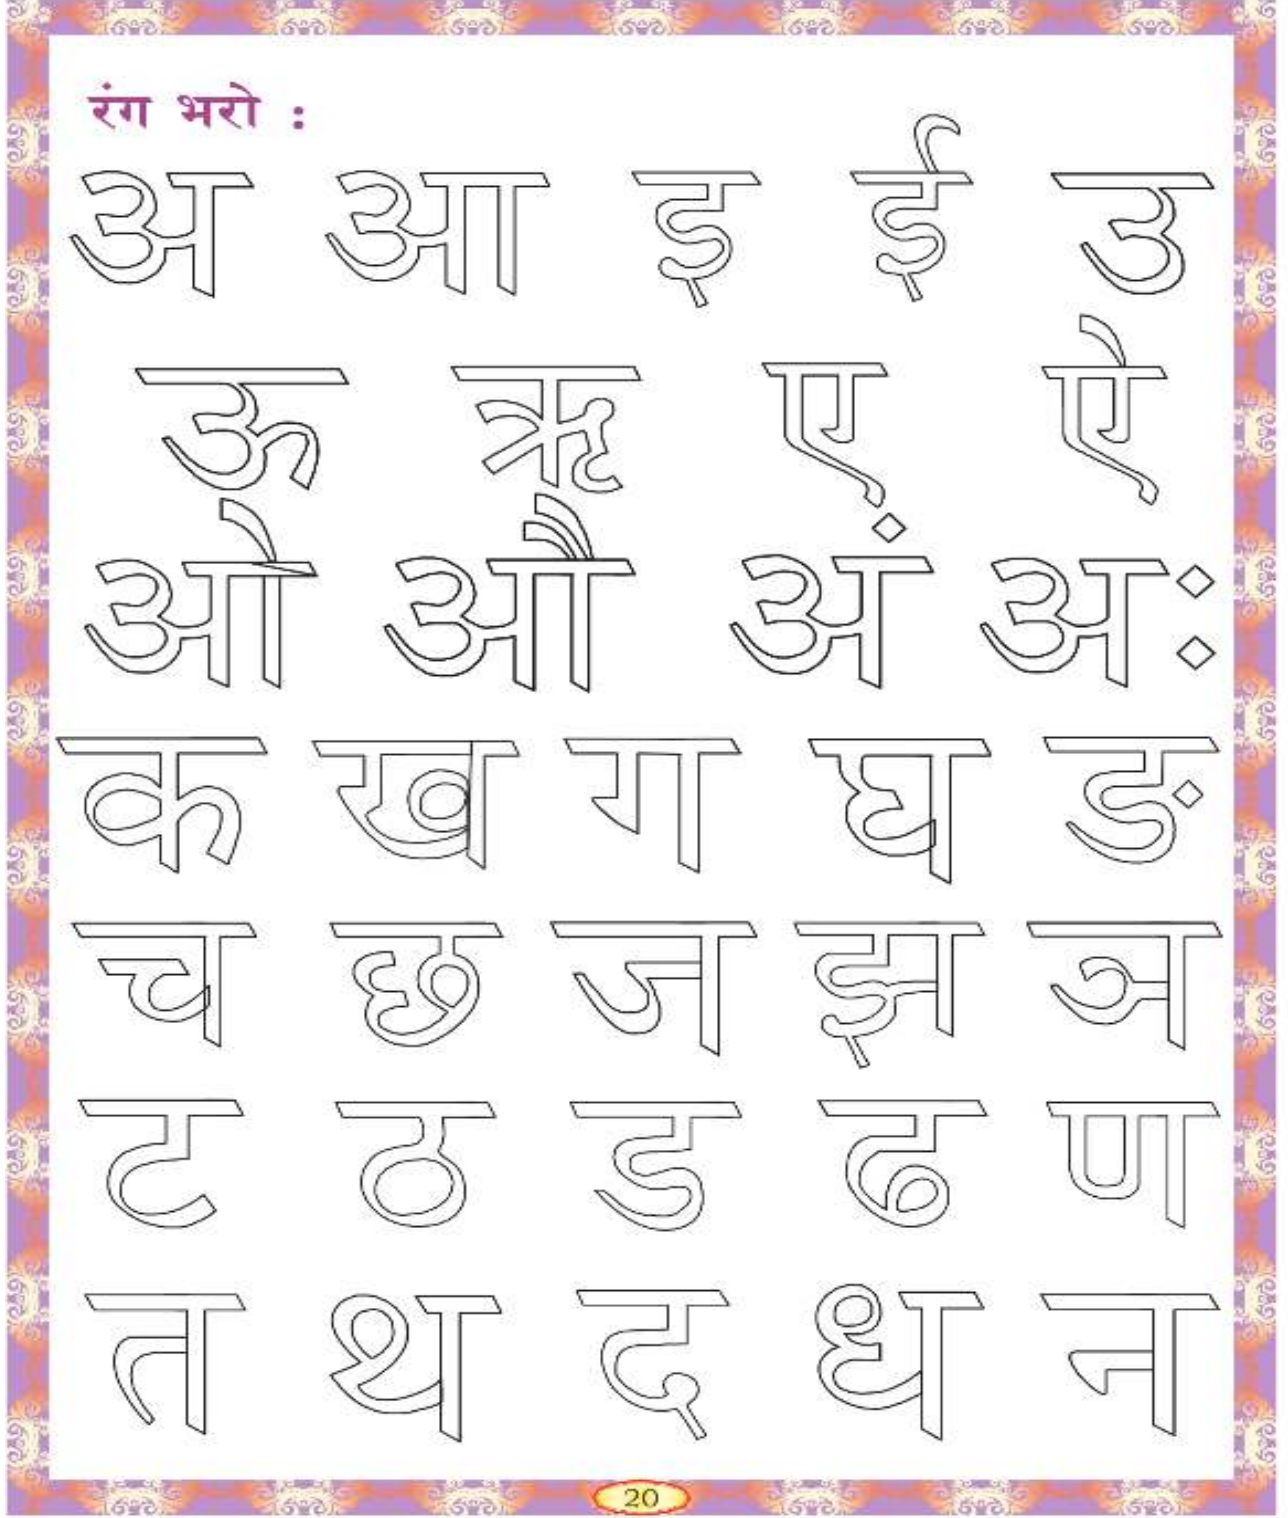 रंग भरो :
अ आ इ ई उ
ऊ ऋ ए ऐ
ओ औ अं अः
क ख ग घ ङ
च छ ज झ ञ
ट ठ ड ढ ण
त थ द ध न
20